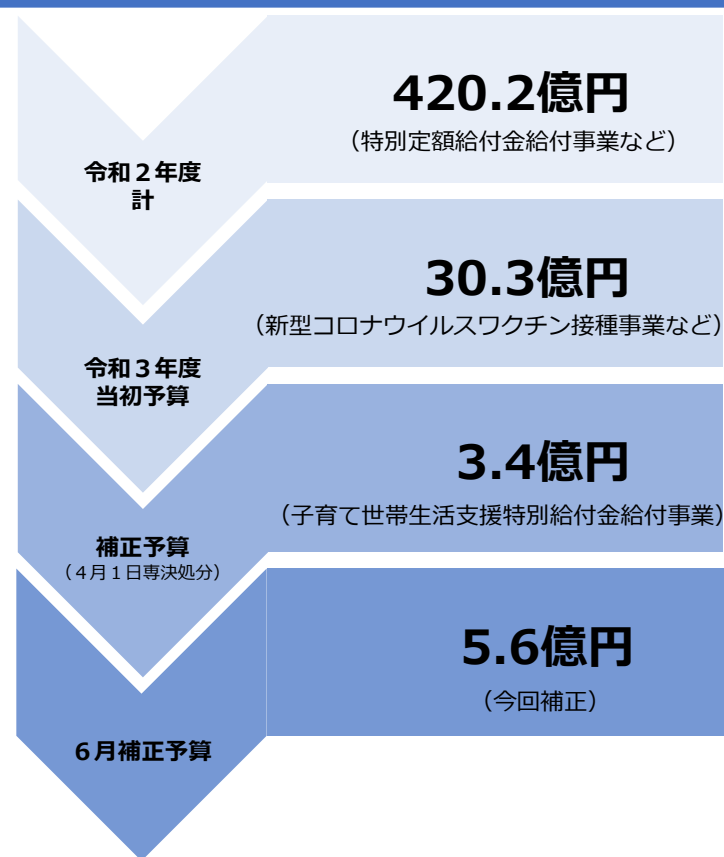 420.2億円
(特別定額給付金給付事業など)
令和２年度
計
30.3億円
(新型コロナウイルスワクチン接種事業など)
令和３年度
当初予算
3.4億円
(子育て世帯生活支援特別給付金給付事業)
補正予算
(４月１日専決処分)
5.6億円
(今回補正)
６月補正予算